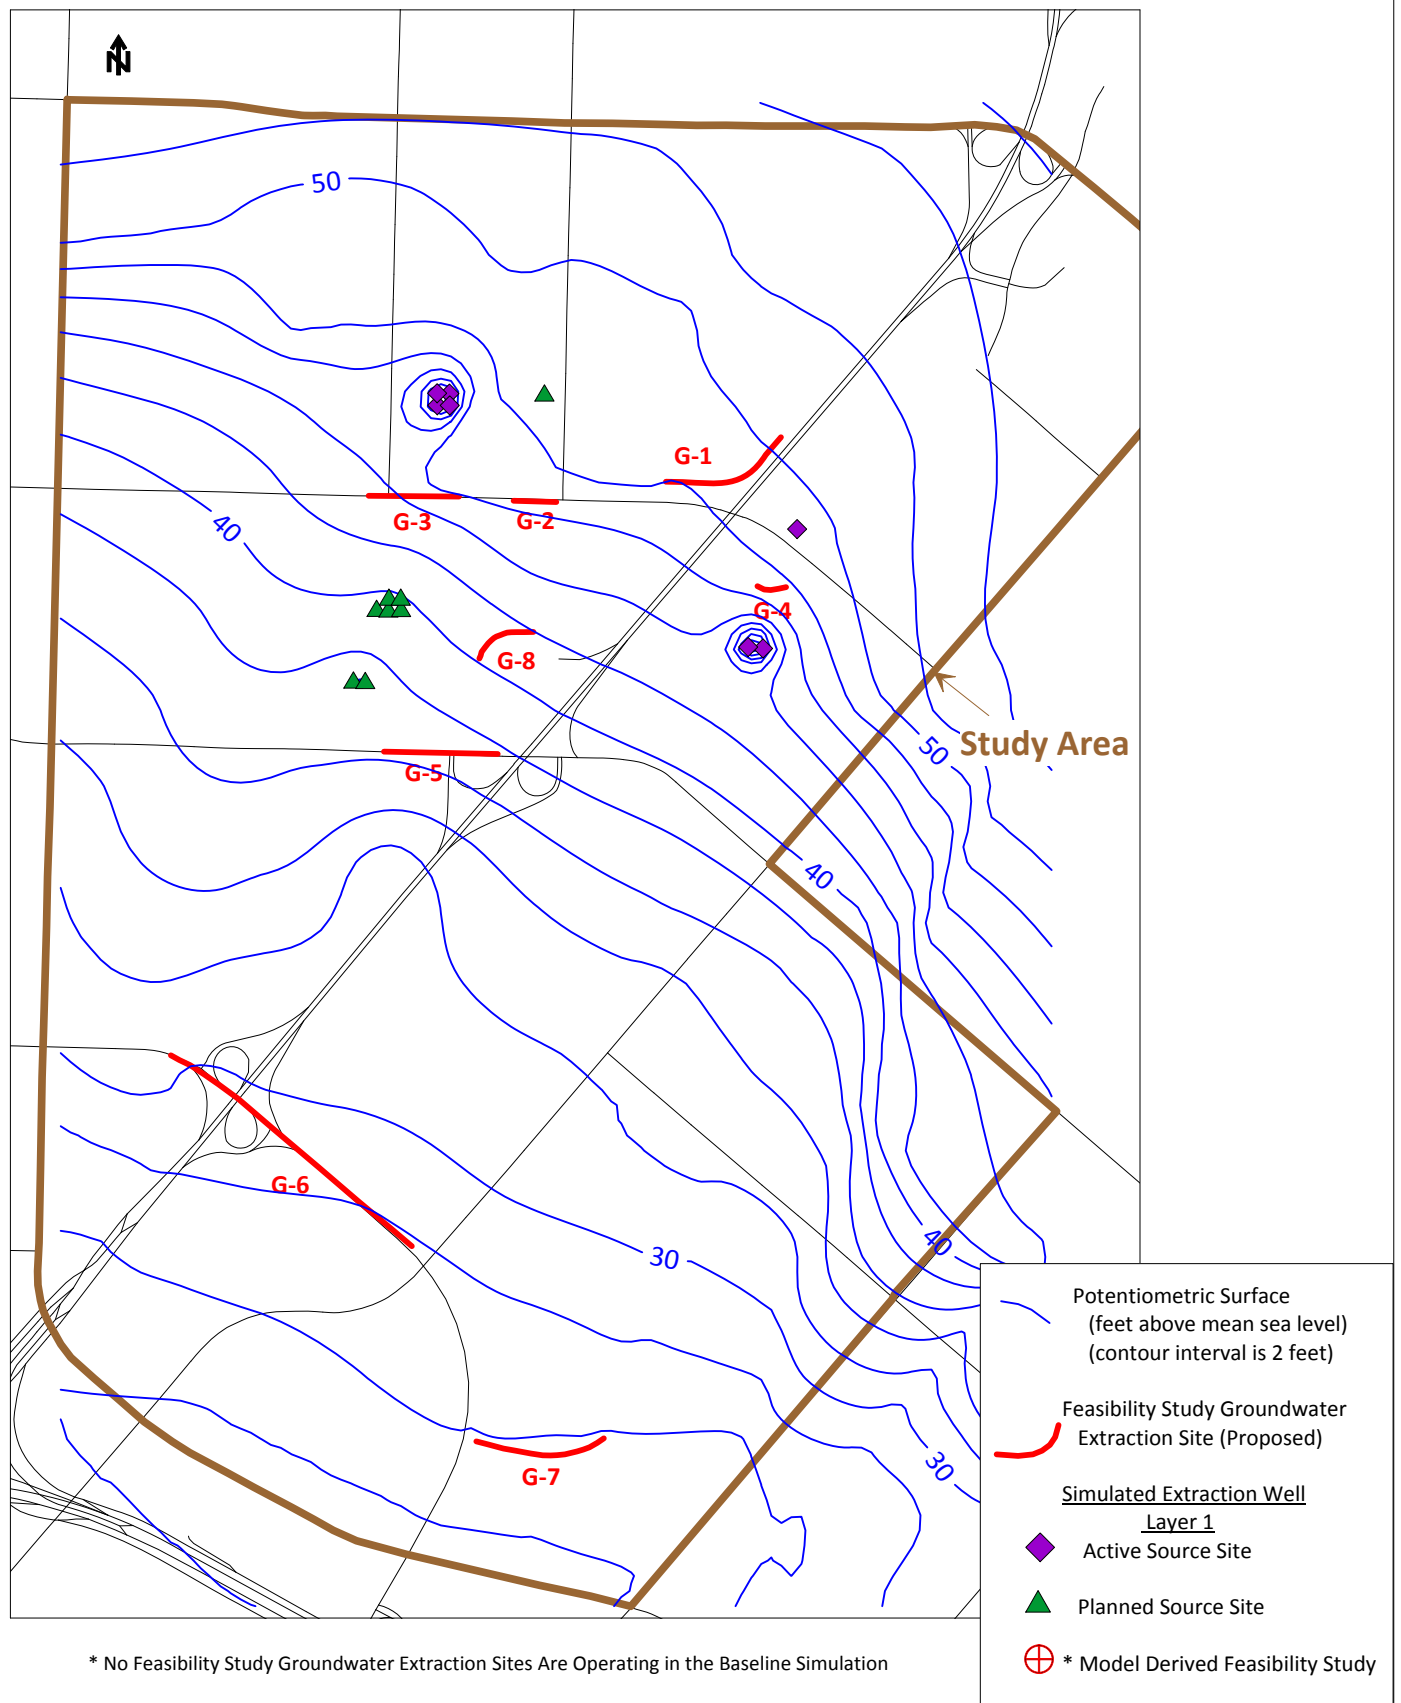 N
50
G-1
G-3
G-2
40
G-4
G-8
50
Study Area
G-5
40
G-6
40
30
30
G-7
Potentiometric Surface
(feet above mean sea level)
(contour interval is 2 feet)
Feasibility Study Groundwater
Extraction Site (Proposed)
Simulated Extraction Well
Layer 1
Active Source Site
Planned Source Site
* Model Derived Feasibility Study
* No Feasibility Study Groundwater Extraction Sites Are Operating in the Baseline Simulation